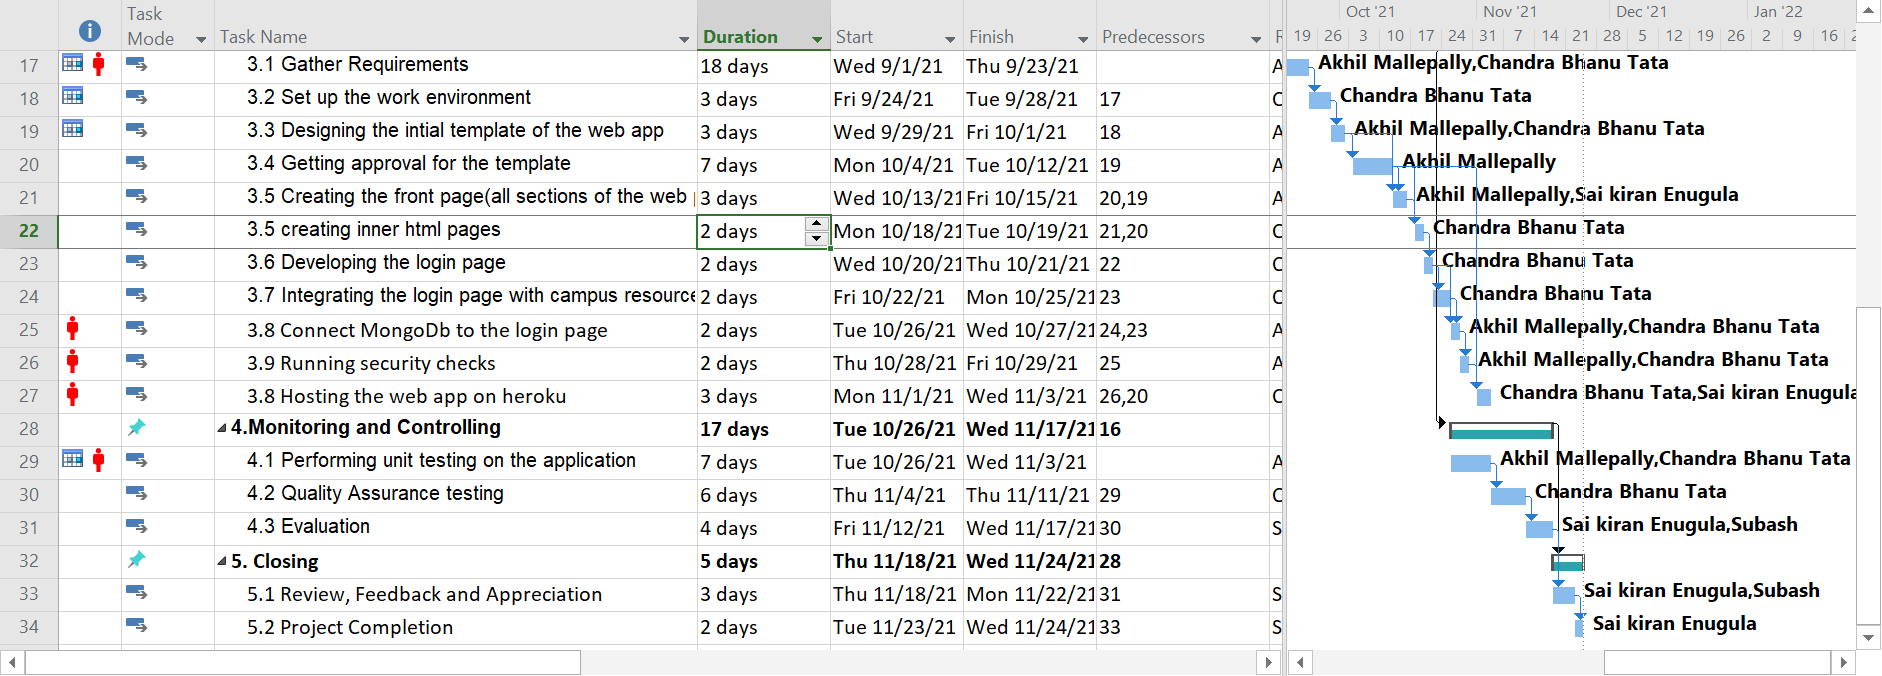 Task Mode Task Name Duration Start Finish Predecessors R
Oct '21 Nov '21 Dec '21 Jan '22
19 26 3 10 17 24 31 7 14 21 28 5 12 19 26 2 9 16 2
17 3.1 Gather Requirements 18 days Wed 9/1/21 Thu 9/23/21 A Akhil Mallepally,Chandra Bhanu Tata
18 3.2 Set up the work environment 3 days Fri 9/24/21 Tue 9/28/21 17 C Chandra Bhanu Tata
19 3.3 Designing the intial template of the web app 3 days Wed 9/29/21 Fri 10/1/21 18 A Akhil Mallepally,Chandra Bhanu Tata
20 3.4 Getting approval for the template 7 days Mon 10/4/21 Tue 10/12/21 19 A Akhil Mallepally
21 3.5 Creating the front page(all sections of the web 3 days Wed 10/13/21 Fri 10/15/21 20,19 A Akhil Mallepally,Sai kiran Enugula
22 3.5 creating inner html pages 2 days Mon 10/18/21 Tue 10/19/21 21,20 C Chandra Bhanu Tata
23 3.6 Developing the login page 2 days Wed 10/20/21 Thu 10/21/21 22 C Chandra Bhanu Tata
24 3.7 Integrating the login page with campus resource 2 days Fri 10/22/21 Mon 10/25/21 23 C Chandra Bhanu Tata
25 3.8 Connect MongoDb to the login page 2 days Tue 10/26/21 Wed 10/27/21 24,23 A Akhil Mallepally,Chandra Bhanu Tata
26 3.9 Running security checks 2 days Thu 10/28/21 Fri 10/29/21 25 A Akhil Mallepally,Chandra Bhanu Tata
27 3.8 Hosting the web app on heroku 3 days Mon 11/1/21 Wed 11/3/21 26,20 C Chandra Bhanu Tata,Sai kiran Enugula
28 4.Monitoring and Controlling 17 days Tue 10/26/21 Wed 11/17/21 16
29 4.1 Performing unit testing on the application 7 days Tue 10/26/21 Wed 11/3/21 A Akhil Mallepally,Chandra Bhanu Tata
30 4.2 Quality Assurance testing 6 days Thu 11/4/21 Thu 11/11/21 29 C Chandra Bhanu Tata
31 4.3 Evaluation 4 days Fri 11/12/21 Wed 11/17/21 30 S Sai kiran Enugula,Subash
32 5. Closing 5 days Thu 11/18/21 Wed 11/24/21 28
33 5.1 Review, Feedback and Appreciation 3 days Thu 11/18/21 Mon 11/22/21 31 S Sai kiran Enugula,Subash
34 5.2 Project Completion 2 days Tue 11/23/21 Wed 11/24/21 33 S Sai kiran Enugula